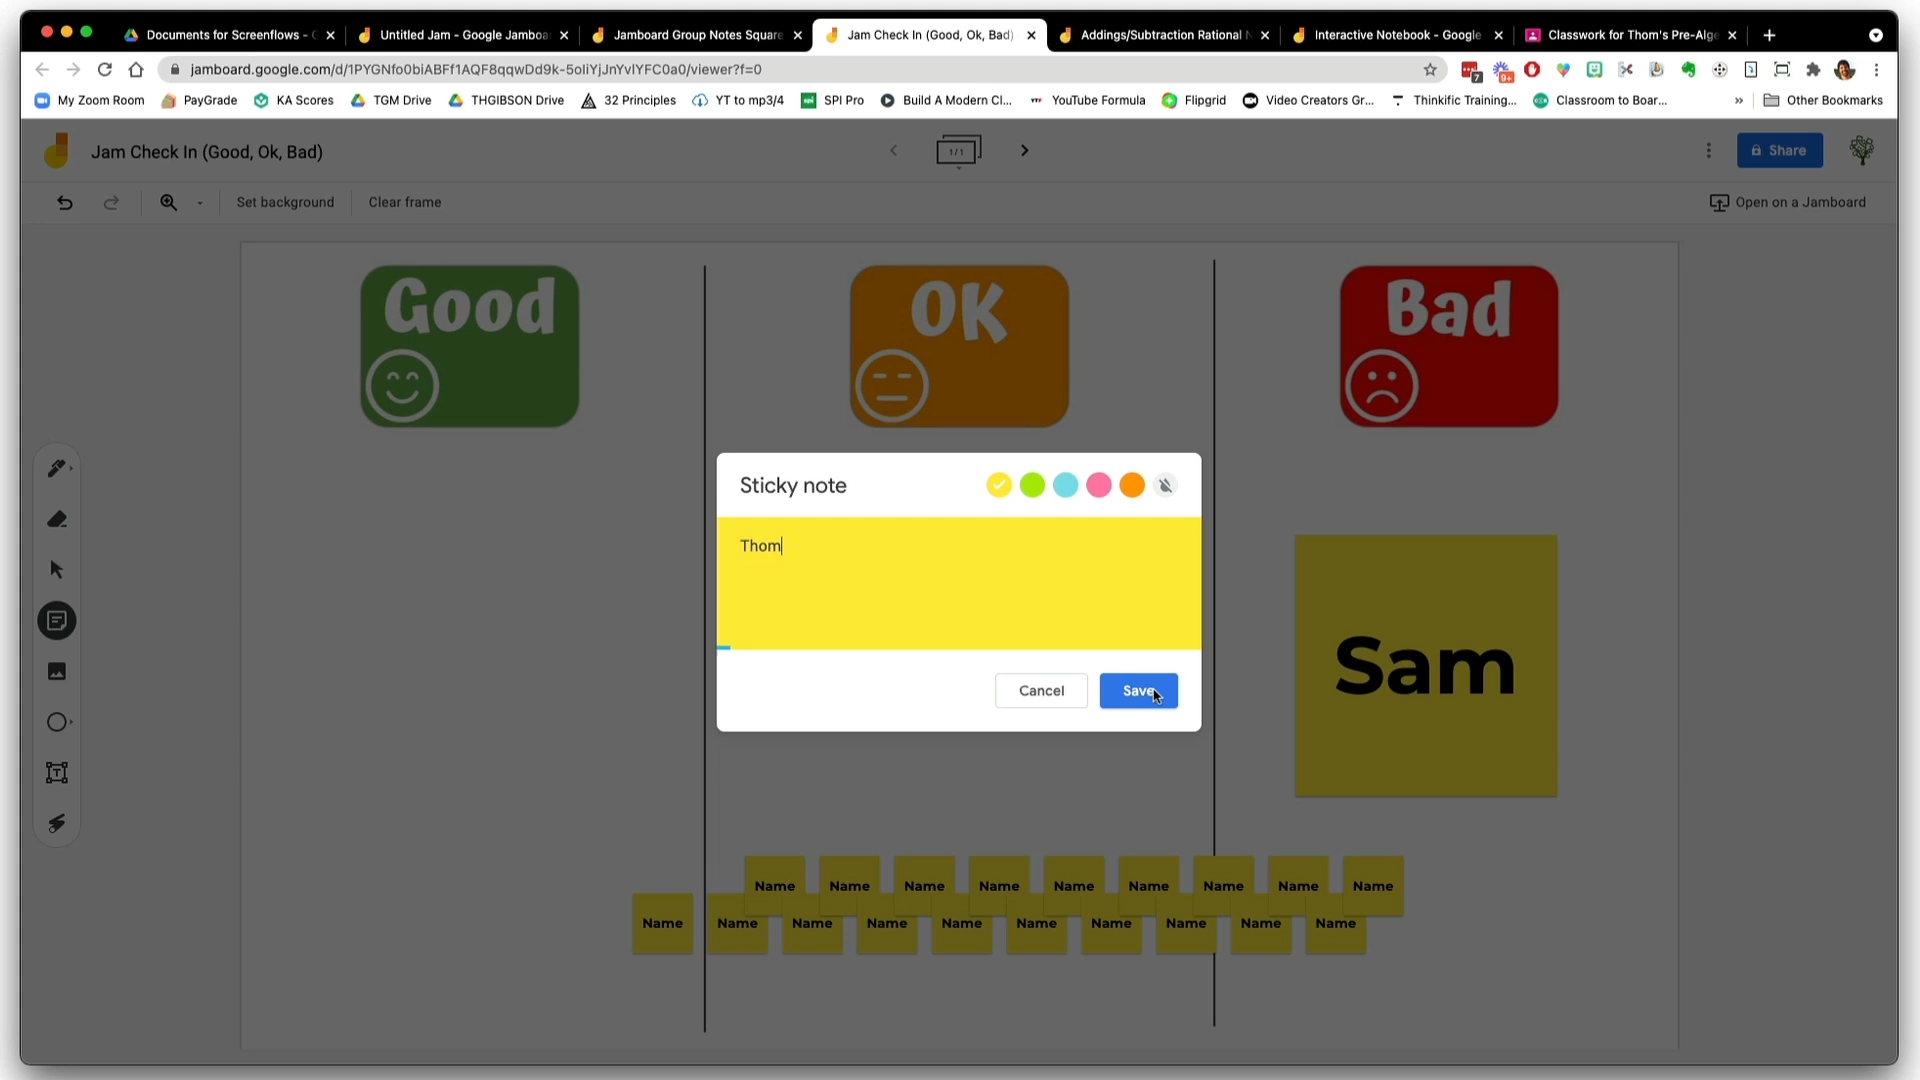 Documents for Screenflows -
Untitled Jam - Google Jamboa
Jamboard Group Notes Square
Jam Check In (Good, Ok, Bad)
Addings/Subtraction Rational
Interactive Notebook - Google
Classwork for Thom's Pre-Alge
jamboard.google.com/d/1PYGNfo0biABFf1AQF8qqwDd9k-5oIiYjJnYvIYFC0a0/viewer?f=0
7
9+
My Zoom Room
PayGrade
KA Scores
TGM Drive
THGIBSON Drive
32 Principles
YT to mp3/4
SPI Pro
Build A Modern Cl...
YouTube Formula
Flipgrid
Video Creators Gr...
Thinkific Training...
Classroom to Boar...
»
Other Bookmarks
Jam Check In (Good, Ok, Bad)
1/1
Share
Set background
Clear frame
Open on a Jamboard
Good
OK
Bad
Sticky note
Thom
Cancel
Save
Sam
Name Name Name Name Name Name Name Name Name
Name Name Name Name Name Name Name Name Name Name